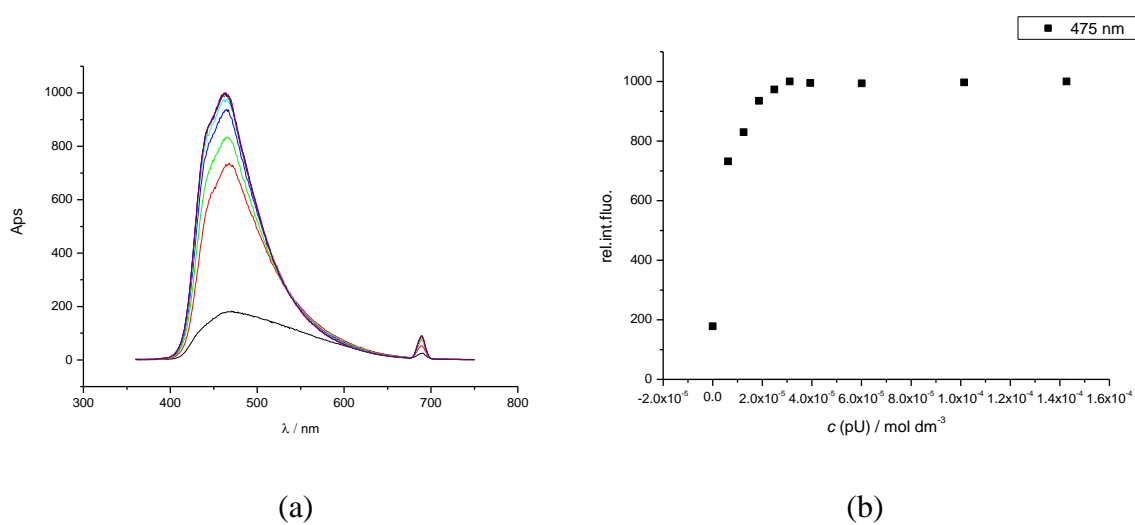 1000
800
600
400
200
0
Aps
300 400 500 600 700 800
λ / nm
(a)
475 nm
1000
800
600
400
200
0
rel.int.fluo.
-2.0x10⁻⁵ 0.0 2.0x10⁻⁵ 4.0x10⁻⁵ 6.0x10⁻⁵ 8.0x10⁻⁵ 1.0x10⁻⁴ 1.2x10⁻⁴ 1.4x10⁻⁴ 1.6x10⁻⁴
c (pU) / mol dm⁻³
(b)